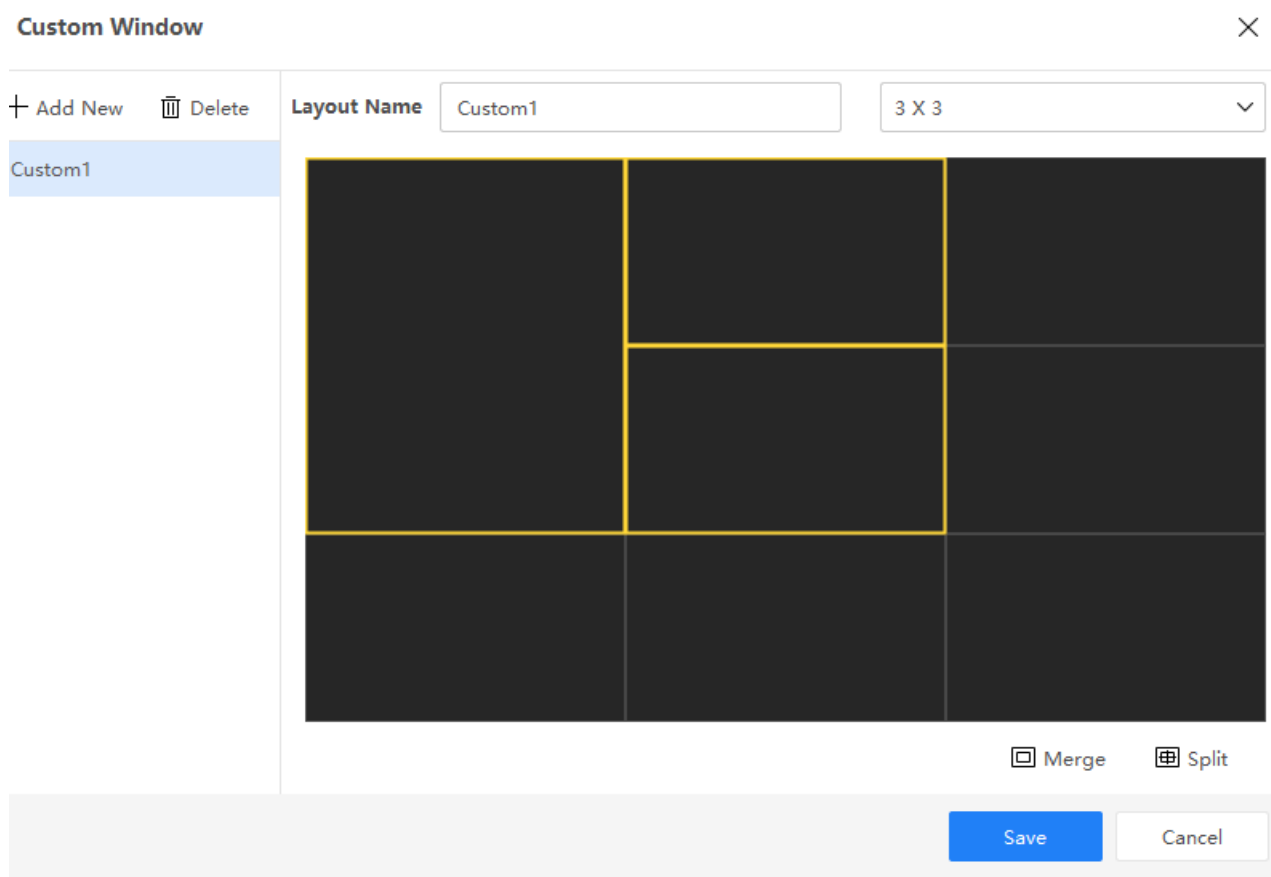 Custom Window
Add New Delete
Layout Name Custom1 3 X 3
Custom1
Merge Split
Save Cancel